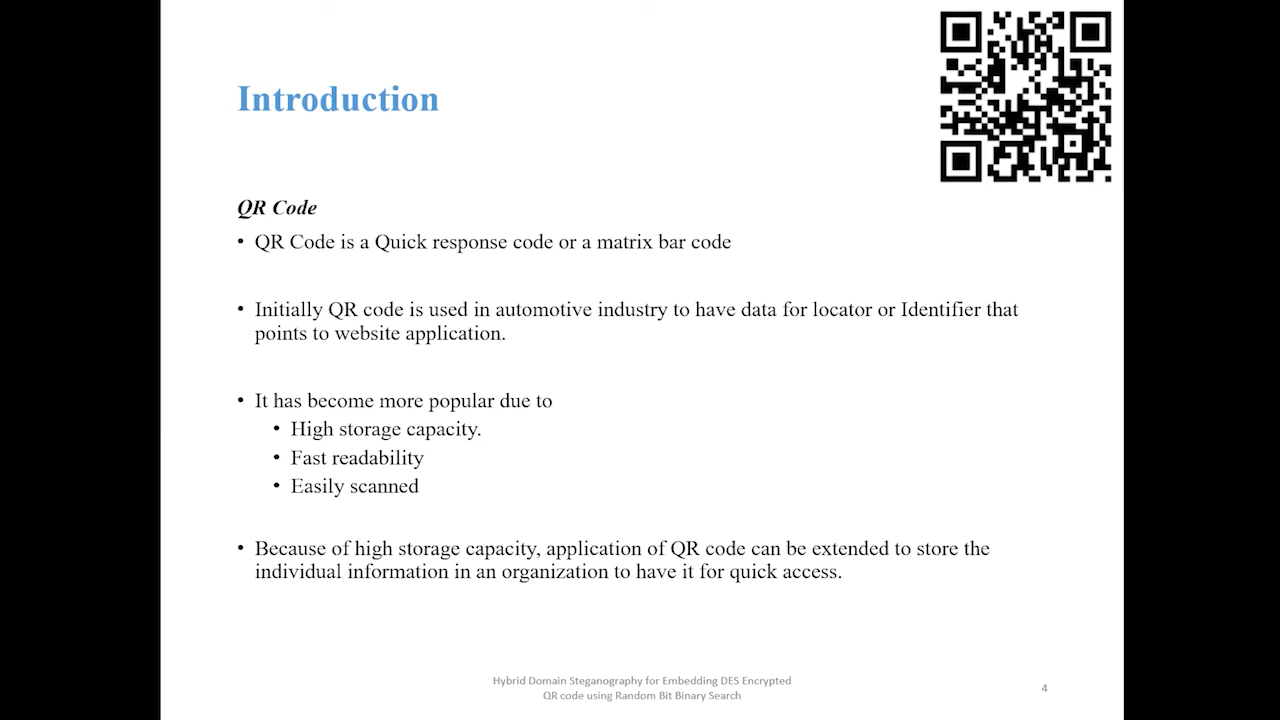 Introduction
QR Code
• QR Code is a Quick response code or a matrix bar code
• Initially QR code is used in automotive industry to have data for locator or Identifier that
points to website application.
• It has become more popular due to
• High storage capacity.
• Fast readability
• Easily scanned
• Because of high storage capacity, application of QR code can be extended to store the
individual information in an organization to have it for quick access.
Hybrid Domain Steganography for Embedding DES Encrypted
QR code using Random Bit Binary Search
4